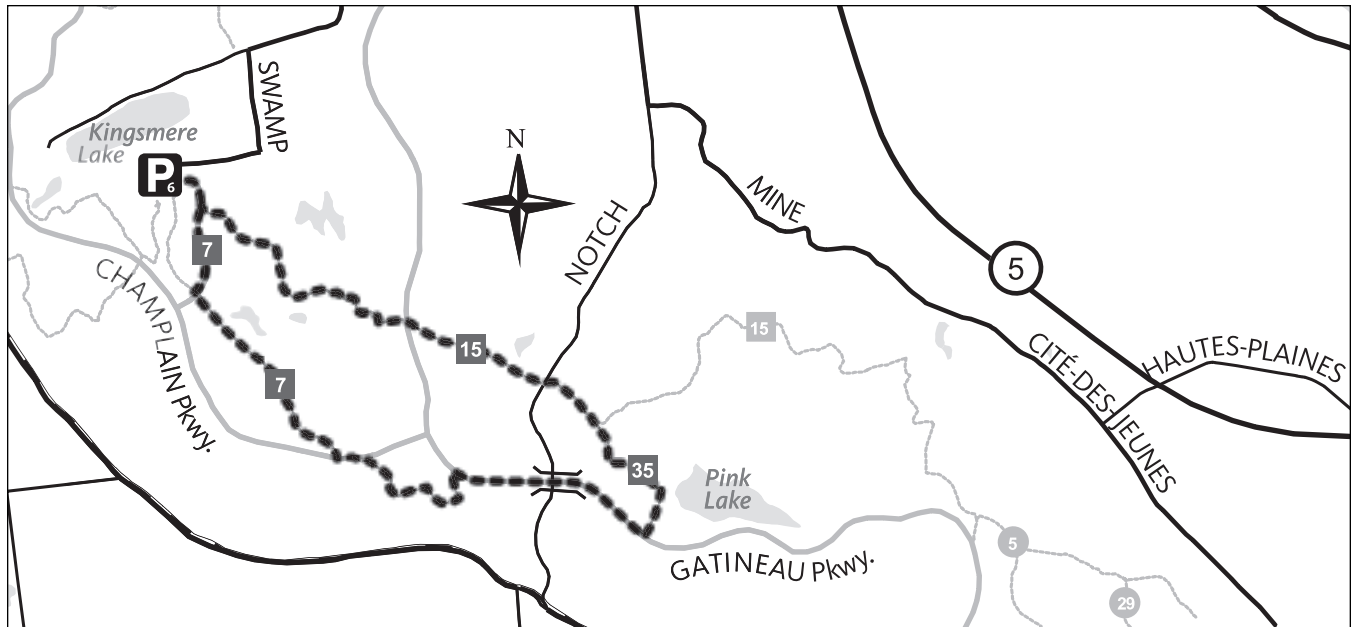 SWAMP
Kingsmere
Lake
P6
N
7
CHAMPLAIN Pkwy.
7
15
NOTCH
MINE
5
15
CITÉ-DES-JEUNES
HAUTES-PLAINES
35
Pink
Lake
GATINEAU Pkwy.
5
29